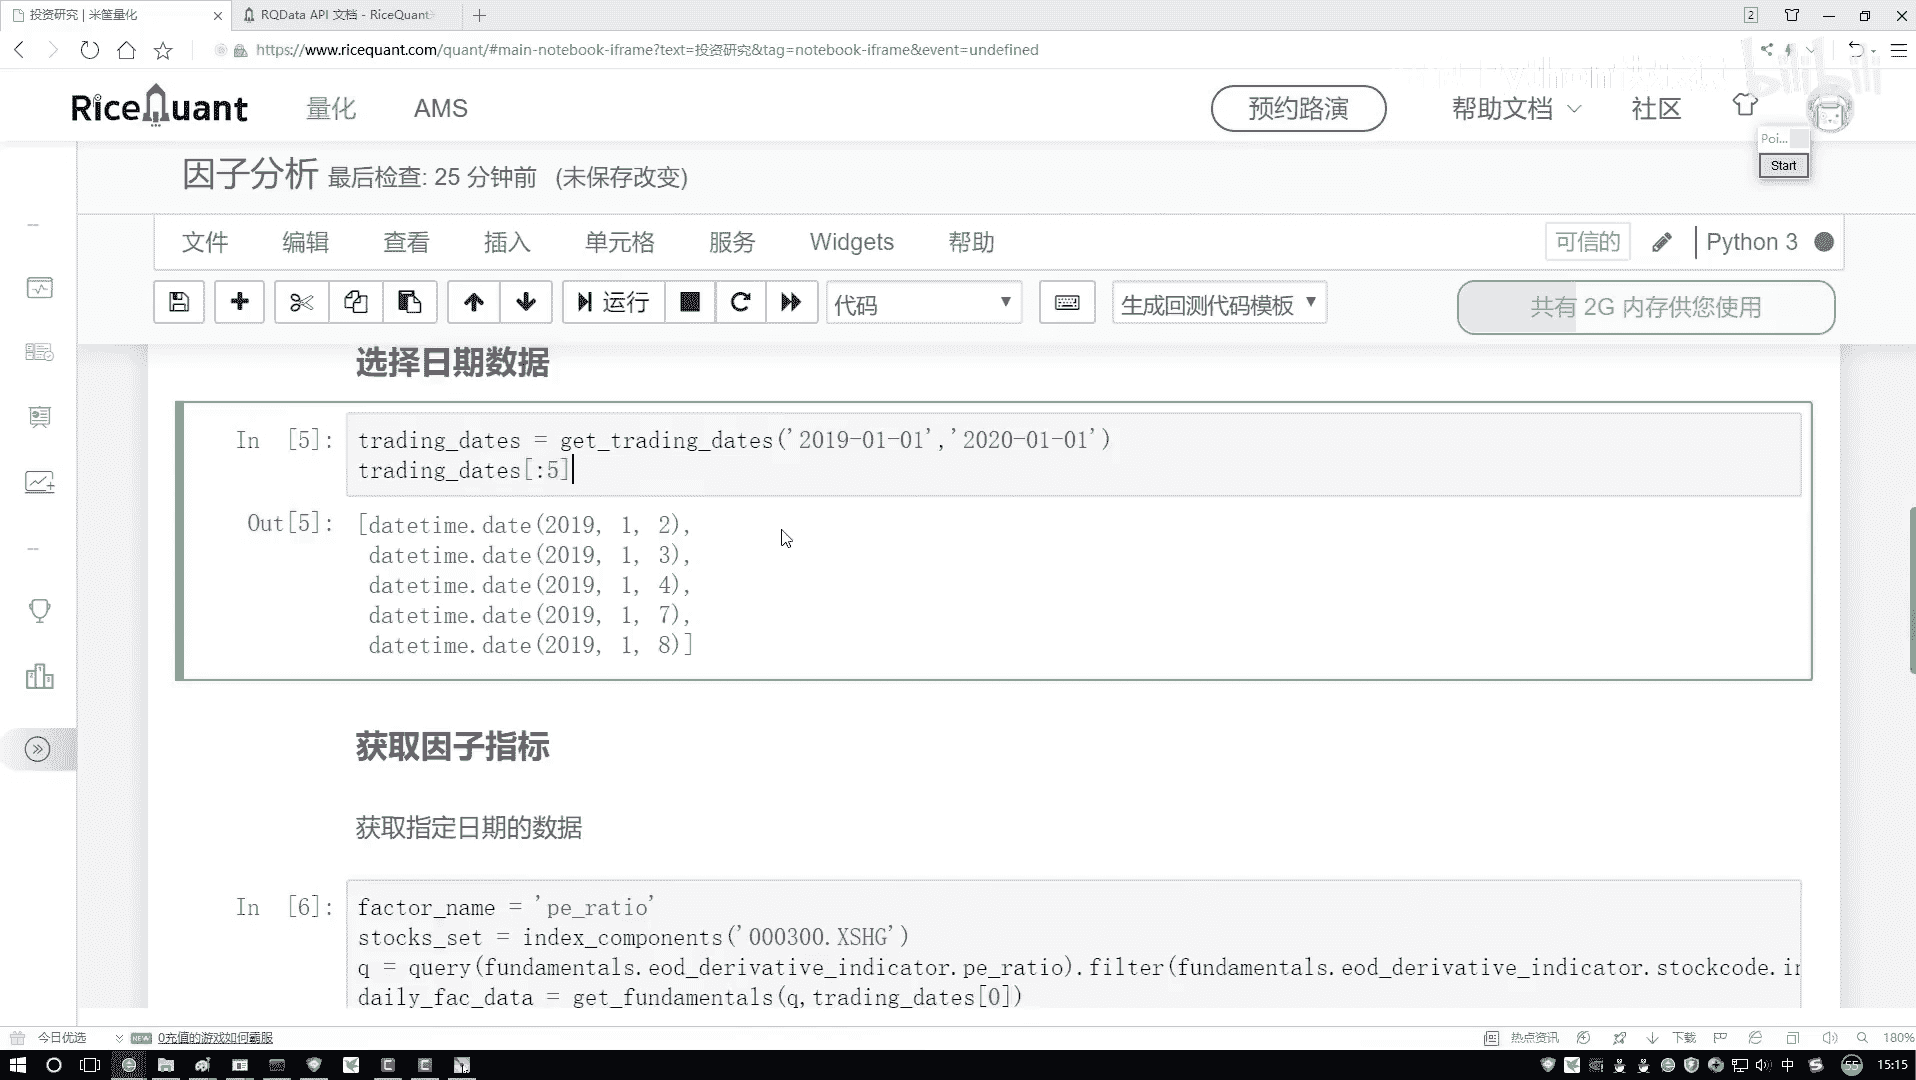 投资研究 | 米筐量化
RQData API 文档 - RiceQuant
2
https://www.ricequant.com/quant/#main-notebook-iframe?text=投资研究&tag=notebook-iframe&event=undefined
bilibili
RiceQuant
量化
AMS
预约路演
帮助文档
社区
Poi...
Start
因子分析 最后检查: 25 分钟前 (未保存改变)
文件 编辑 查看 插入 单元格 服务 Widgets 帮助
可信的
Python 3
运行
代码
生成回测代码模板
共有 2G 内存供您使用
选择日期数据
In [5]:
trading_dates = get_trading_dates('2019-01-01','2020-01-01')
trading_dates[:5]
Out[5]:
[datetime.date(2019, 1, 2),
datetime.date(2019, 1, 3),
datetime.date(2019, 1, 4),
datetime.date(2019, 1, 7),
datetime.date(2019, 1, 8)]
获取因子指标
获取指定日期的数据
In [6]:
factor_name = 'pe_ratio'
stocks_set = index_components('000300.XSHG')
q = query(fundamentals.eod_derivative_indicator.pe_ratio).filter(fundamentals.eod_derivative_indicator.stockcode.in
daily_fac_data = get_fundamentals(q,trading_dates[0])
今日优选
NEW
0充值的游戏如何霸服
热点资讯
下载
180%
中
55
15:15